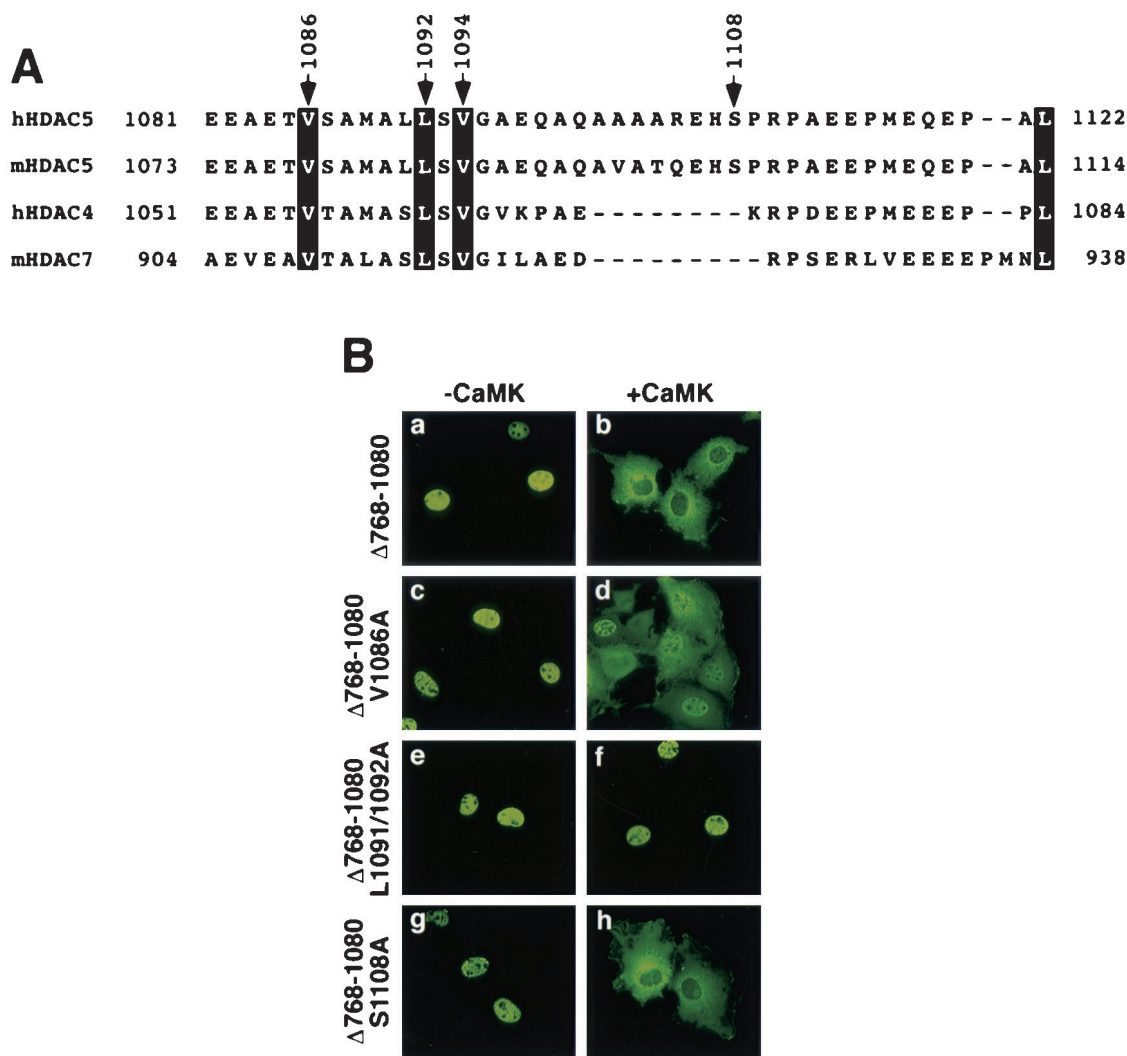 A
1086
1092
1094
1108
hHDAC5 1081 E E A E T V S A M A L L S V G A E Q A Q A A A A R E H S P R P A E E P M E Q E P - - A L 1122
mHDAC5 1073 E E A E T V S A M A L L S V G A E Q A Q A V A T Q E H S P R P A E E P M E Q E P - - A L 1114
hHDAC4 1051 E E A E T V T A M A S L S V G V K P A E - - - - - - - - K R P D E E P M E E E P - - P L 1084
mHDAC7 904 A E V E A V T A L A S L S V G I L A E D - - - - - - - - - R P S E R L V E E E E P M N L 938
B
-CaMK +CaMK
Δ768-1080
a b
Δ768-1080
V1086A
c d
Δ768-1080
L1091/1092A
e f
Δ768-1080
S1108A
g h